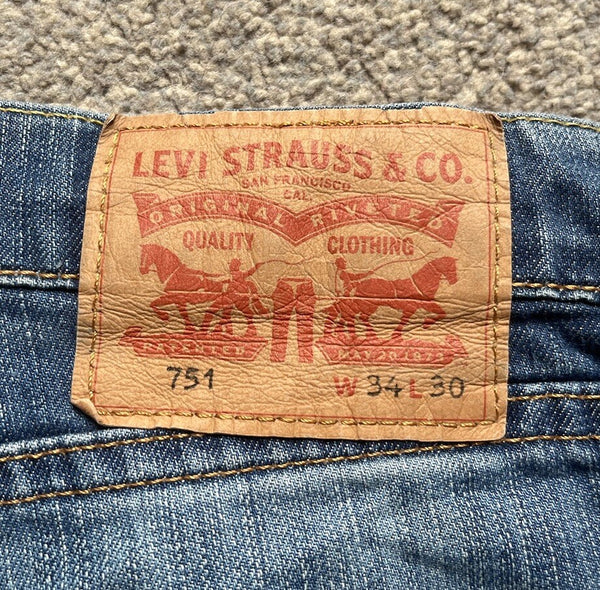 LEVI STRAUSS & CO.
SAN FRANCISCO
CAL.
ORIGINAL RIVETED
QUALITY CLOTHING
751 W 34 L 30